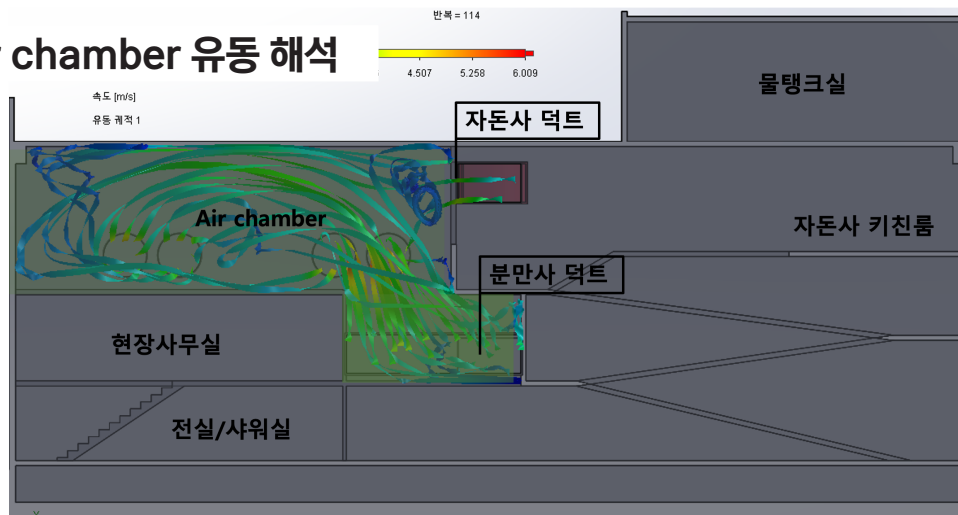 반복 = 114
chamber 유동 해석
4.507 5.258 6.009
속도 [m/s]
유동 궤적 1
물탱크실
자돈사 덕트
Air chamber
자돈사 키친룸
분만사 덕트
현장사무실
전실/샤워실